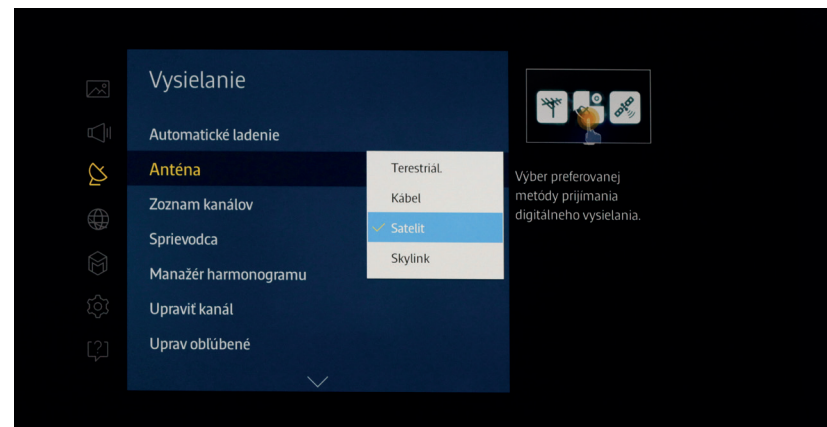 Vysielanie
Automatické ladenie
Anténa
Zoznam kanálov
Sprievodca
Manažér harmonogramu
Upraviť kanál
Uprav obľúbené
Terestriál.
Kábel
Satelit
Skylink
Výber preferovanej
metódy prijímania
digitálneho vysielania.
[?]